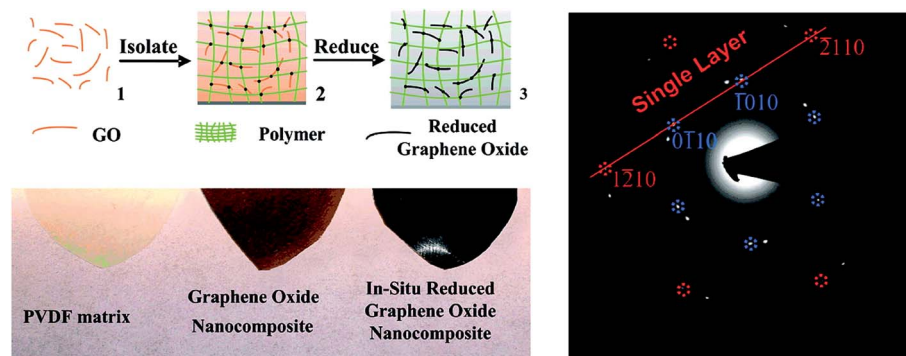 Isolate
Reduce
1
2
3
GO
Polymer
Reduced
Graphene Oxide
PVDF matrix
Graphene Oxide
Nanocomposite
In-Situ Reduced
Graphene Oxide
Nanocomposite
Single Layer
2̄110
1̄010
01̄10
12̄10